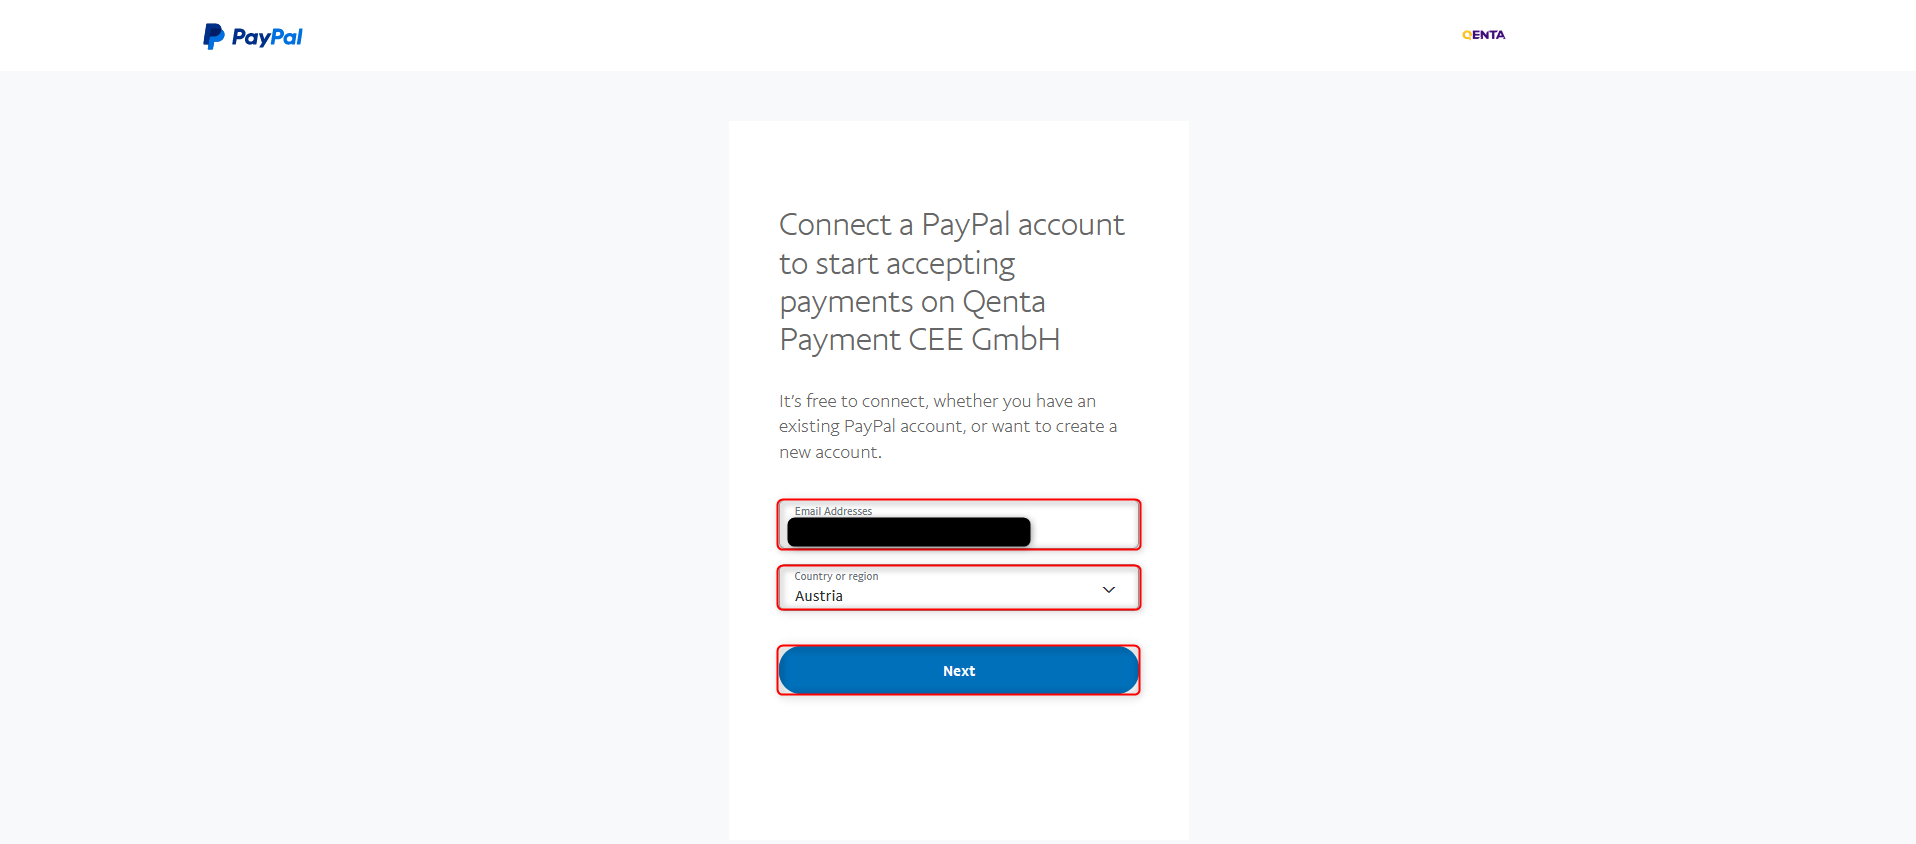 PayPal
QENTA
Connect a PayPal account
to start accepting
payments on Qenta
Payment CEE GmbH
It's free to connect, whether you have an
existing PayPal account, or want to create a
new account.
Email Addresses
Country or region
Austria
Next